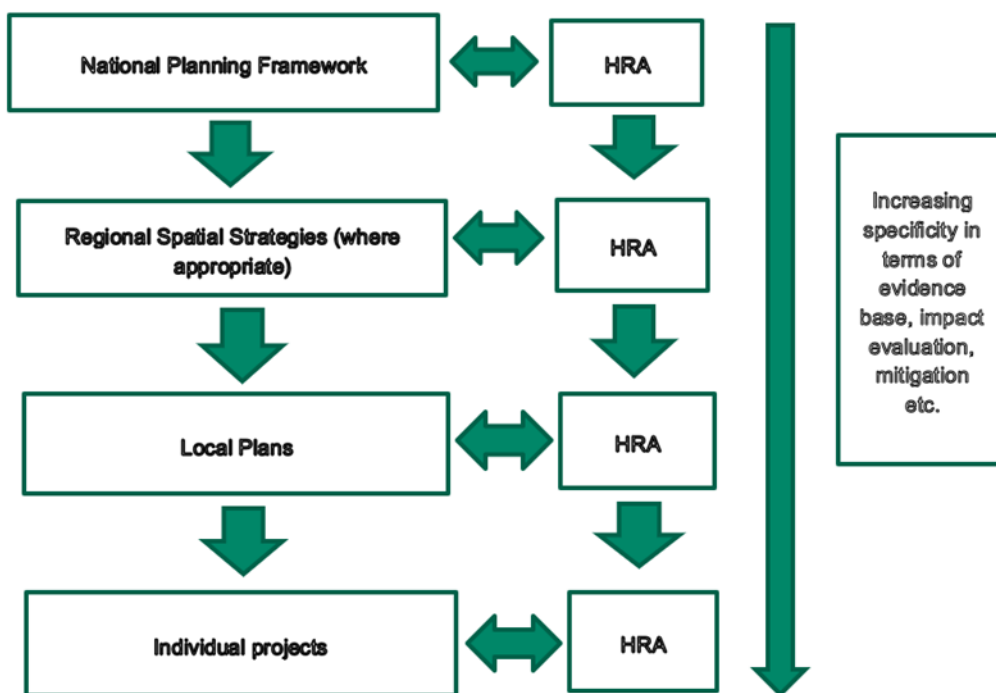 National Planning Framework
HRA
Regional Spatial Strategies (where
appropriate)
HRA
Local Plans
HRA
Individual projects
HRA
Increasing
specificity in
terms of
evidence
base, impact
evaluation,
mitigation
etc.